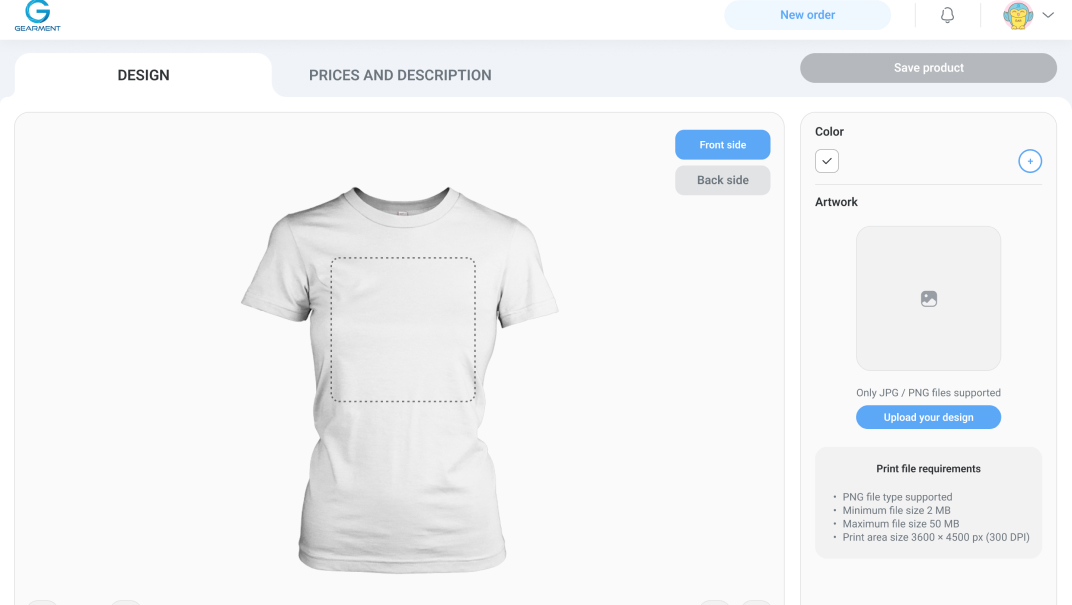 GEARMENT
New order
DESIGN
PRICES AND DESCRIPTION
Save product
Front side
Back side
Color
+
Artwork
Only JPG / PNG files supported
Upload your design
Print file requirements
• PNG file type supported
• Minimum file size 2 MB
• Maximum file size 50 MB
• Print area size 3600 × 4500 px (300 DPI)